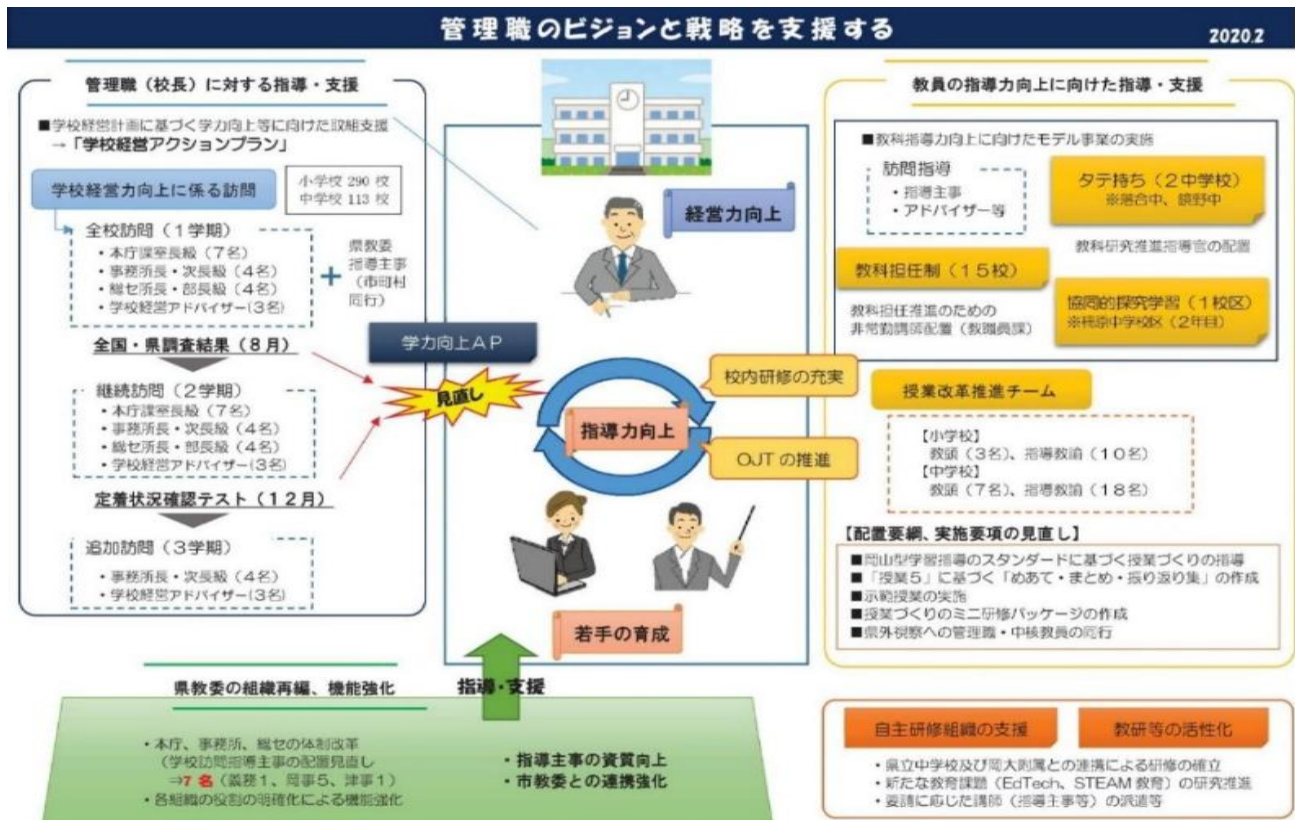 管理職のビジョンと戦略を支援する
2020.2
管理職（校長）に対する指導・支援
■学校経営計画に基づく学力向上等に向けた取組支援
→「学校経営アクションプラン」
学校経営力向上に係る訪問
小学校 290 校
中学校 113 校
全校訪問（1学期）
・本庁課室長級（7名）
・事務所長・次長級（4名）
・総セ所長・部長級（4名）
・学校経営アドバイザー(3名)
＋
県教委
指導主事
（市町村
同行）
全国・県調査結果（8月）
継続訪問（2学期）
・本庁課室長級（7名）
・事務所長・次長級（4名）
・総セ所長・部長級（4名）
・学校経営アドバイザー(3名)
定着状況確認テスト（12月）
追加訪問（3学期）
・事務所長・次長級（4名）
・学校経営アドバイザー(3名)
経営力向上
学力向上AP
見直し
指導力向上
校内研修の充実
OJTの推進
若手の育成
指導・支援
教員の指導力向上に向けた指導・支援
■教科指導力向上に向けたモデル事業の実施
訪問指導
・指導主事
・アドバイザー等
タテ持ち（2中学校）
※落合中、鏡野中
教科研究推進指導官の配置
教科担任制（15校）
教科担任推進のための
非常勤講師配置（教職員課）
協同的探究学習（1校区）
※柿原中学校区（2年目）
授業改革推進チーム
【小学校】
教頭（3名）、指導教諭（10名）
【中学校】
教頭（7名）、指導教諭（18名）
【配置要綱、実施要項の見直し】
■岡山型学習指導のスタンダードに基づく授業づくりの指導
■「授業5」に基づく「めあて・まとめ・振り返り集」の作成
■示範授業の実施
■授業づくりのミニ研修パッケージの作成
■県外視察への管理職・中核教員の同行
県教委の組織再編、機能強化
・本庁、事務所、総セの体制改革
（学校訪問指導主事の配置見直し
⇒7名（義務1、岡事5、津事1）
・各組織の役割の明確化による機能強化
・指導主事の資質向上
・市教委との連携強化
自主研修組織の支援
教研等の活性化
・県立中学校及び岡大附属との連携による研修の確立
・新たな教育課題（EdTech、STEAM教育）の研究推進
・要請に応じた講師（指導主事等）の派遣等